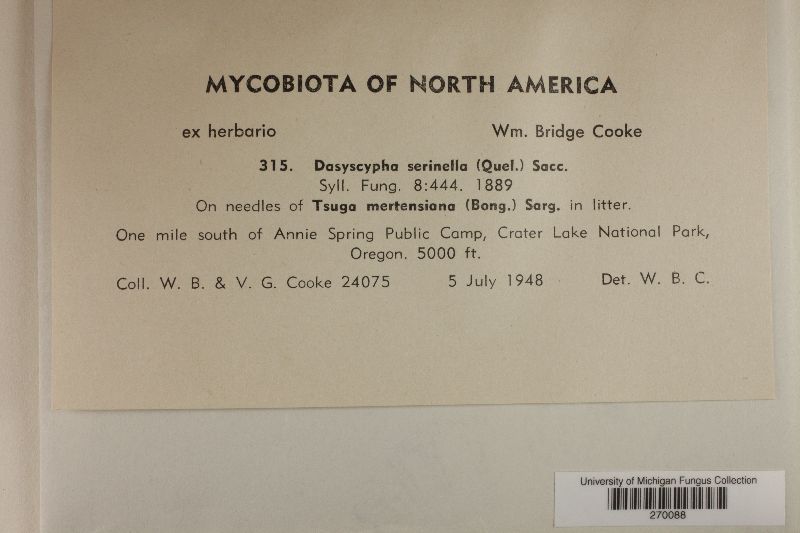 MYCOBIOTA OF NORTH AMERICA
ex herbario Wm. Bridge Cooke
315. Dasyscypha serinella (Quel.) Sacc.
Syll. Fung. 8:444. 1889
On needles of Tsuga mertensiana (Bong.) Sarg. in litter.
One mile south of Annie Spring Public Camp, Crater Lake National Park,
Oregon. 5000 ft.
Coll. W. B. & V. G. Cooke 24075 5 July 1948 Det. W. B. C.
University of Michigan Fungus Collection
270088